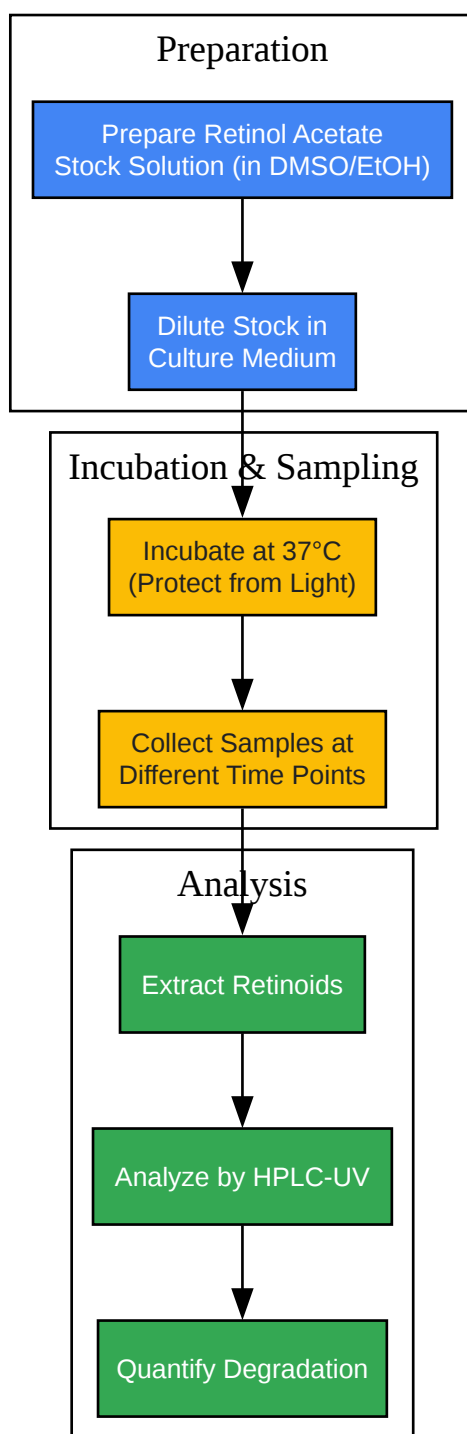 Preparation
Prepare Retinol Acetate
Stock Solution (in DMSO/EtOH)
Dilute Stock in
Culture Medium
Incubation & Sampling
Incubate at 37°C
(Protect from Light)
Collect Samples at
Different Time Points
Analysis
Extract Retinoids
Analyze by HPLC-UV
Quantify Degradation